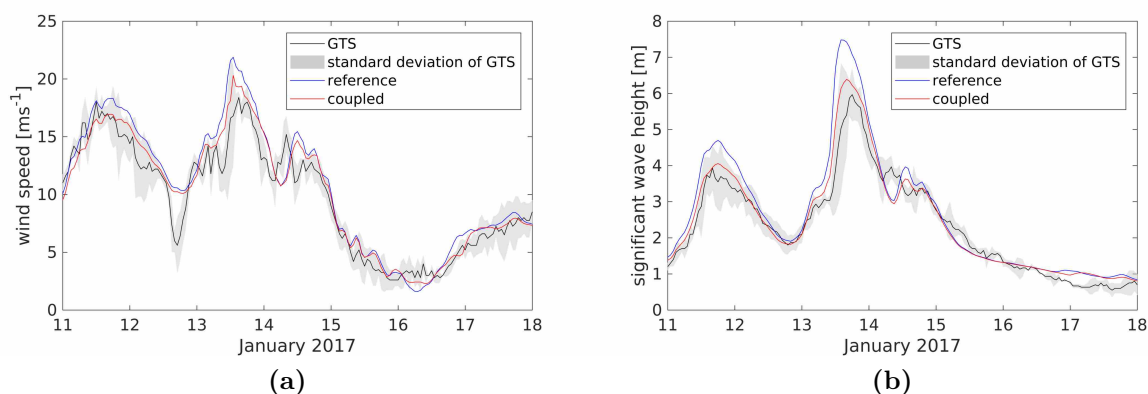 25
20
15
10
5
0
wind speed [ms-1]
GTS
standard deviation of GTS
reference
coupled
11 12 13 14 15 16 17 18
January 2017
(a)
8
7
6
5
4
3
2
1
0
significant wave height [m]
GTS
standard deviation of GTS
reference
coupled
11 12 13 14 15 16 17 18
January 2017
(b)